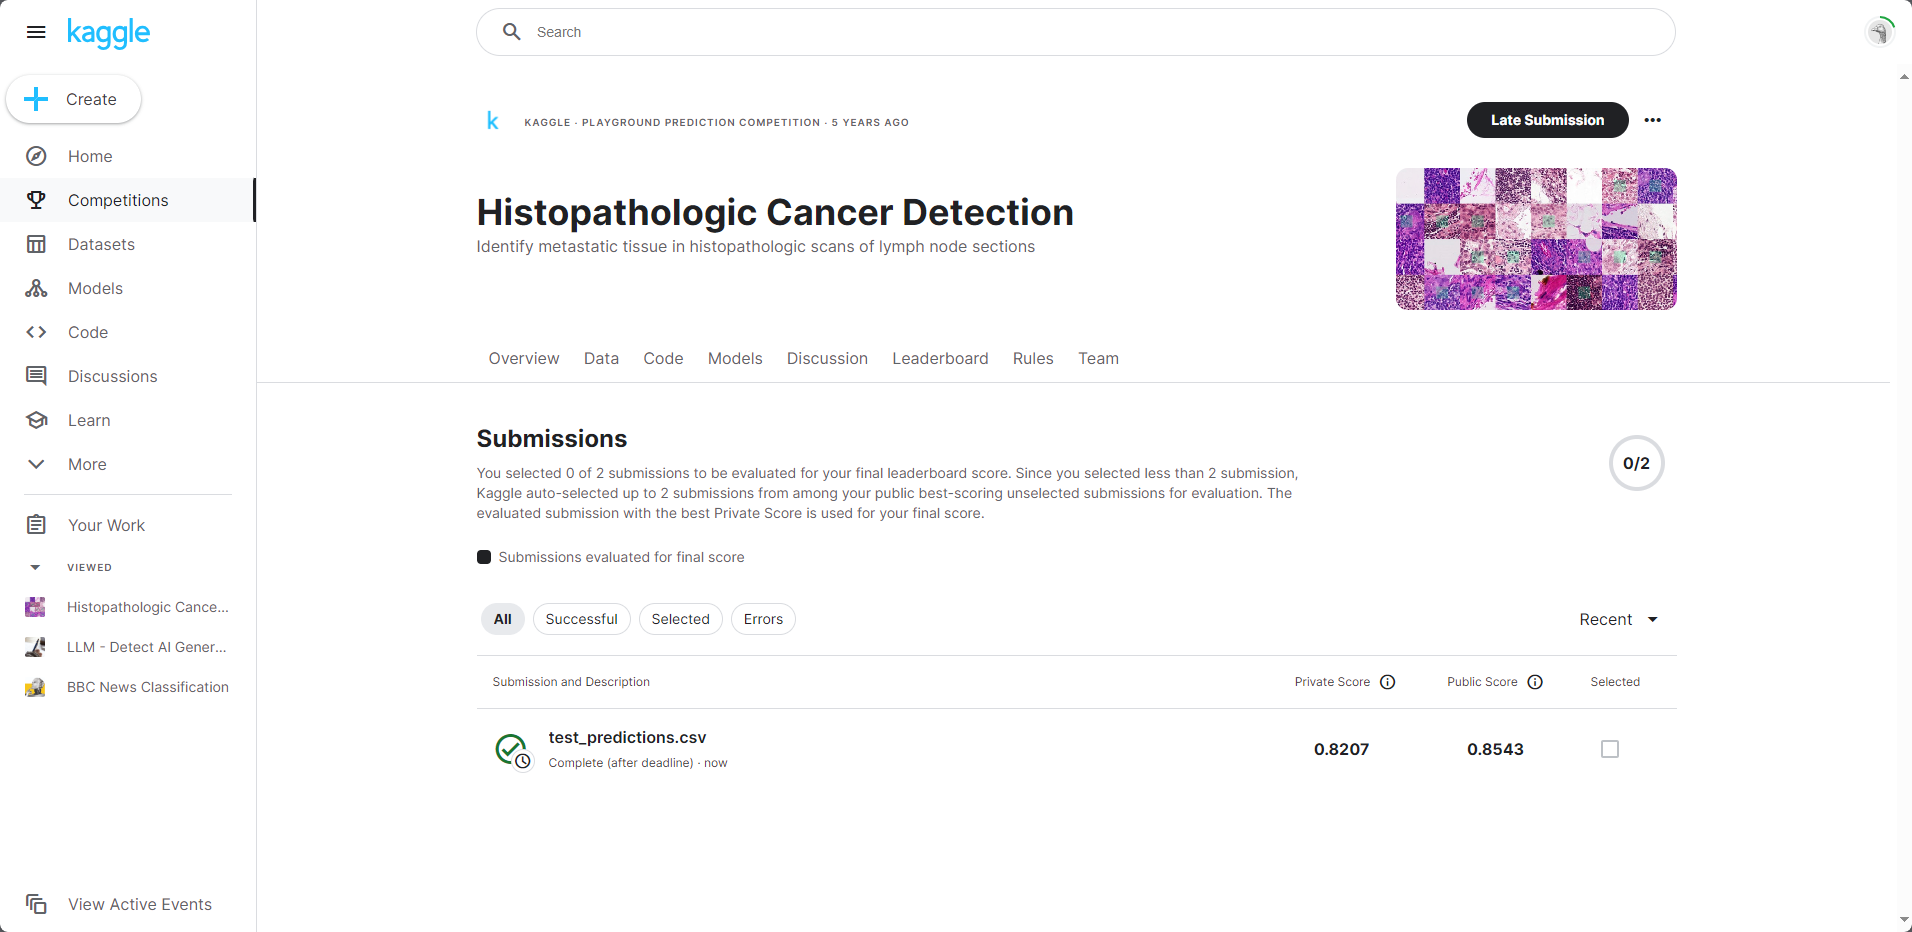 kaggle
Search
Create
Home
Competitions
Datasets
Models
Code
Discussions
Learn
More
Your Work
VIEWED
Histopathologic Cance...
LLM - Detect AI Gener...
BBC News Classification
View Active Events
k
KAGGLE · PLAYGROUND PREDICTION COMPETITION · 5 YEARS AGO
Late Submission
Histopathologic Cancer Detection
Identify metastatic tissue in histopathologic scans of lymph node sections
Overview Data Code Models Discussion Leaderboard Rules Team
Submissions
You selected 0 of 2 submissions to be evaluated for your final leaderboard score. Since you selected less than 2 submission,
Kaggle auto-selected up to 2 submissions from among your public best-scoring unselected submissions for evaluation. The
evaluated submission with the best Private Score is used for your final score.
0/2
Submissions evaluated for final score
All Successful Selected Errors Recent
Submission and Description Private Score Public Score Selected
test_predictions.csv 0.8207 0.8543
Complete (after deadline) · now